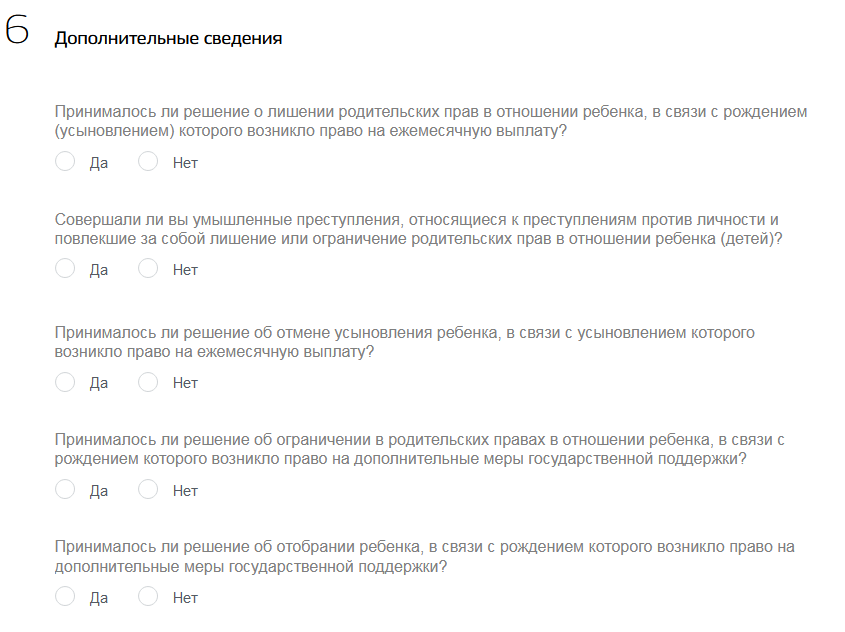 6
Дополнительные сведения
Принималось ли решение о лишении родительских прав в отношении ребенка, в связи с рождением
(усыновлением) которого возникло право на ежемесячную выплату?
Да Нет
Совершали ли вы умышленные преступления, относящиеся к преступлениям против личности и
повлекшие за собой лишение или ограничение родительских прав в отношении ребенка (детей)?
Да Нет
Принималось ли решение об отмене усыновления ребенка, в связи с усыновлением которого
возникло право на ежемесячную выплату?
Да Нет
Принималось ли решение об ограничении в родительских правах в отношении ребенка, в связи с
рождением которого возникло право на дополнительные меры государственной поддержки?
Да Нет
Принималось ли решение об отобрании ребенка, в связи с рождением которого возникло право на
дополнительные меры государственной поддержки?
Да Нет